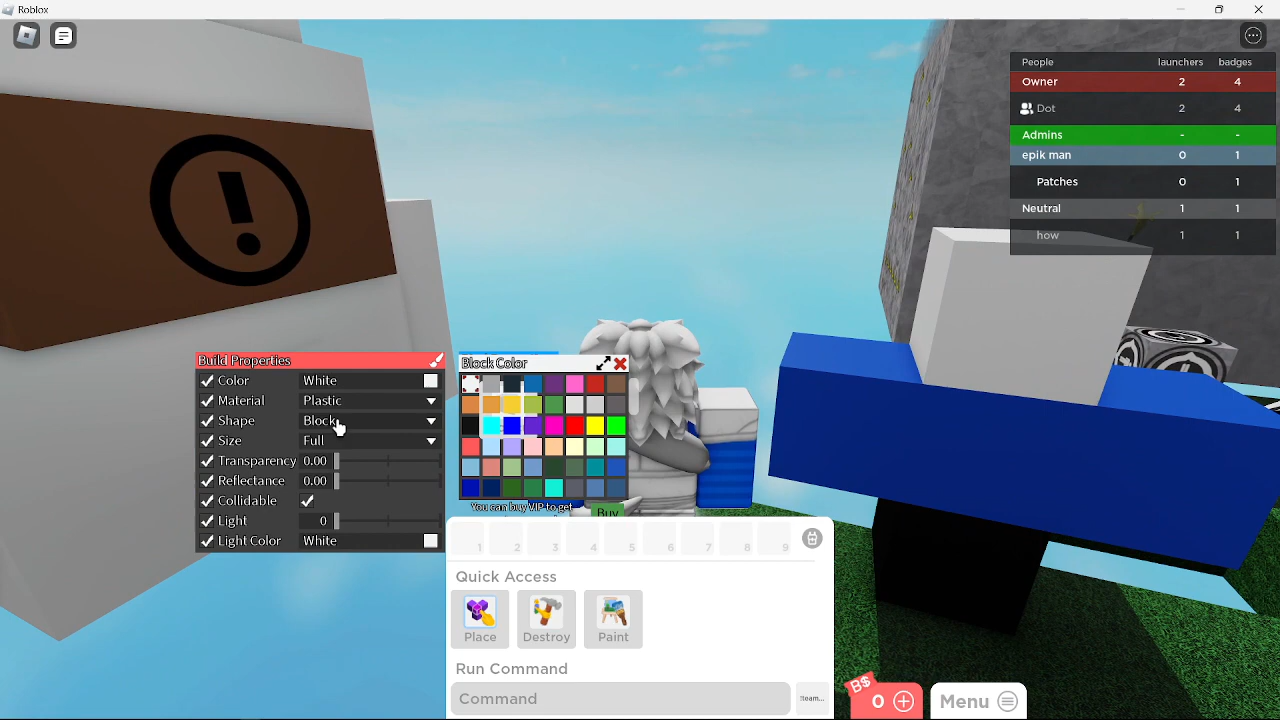 Roblox
People launchers badges
Owner 2 4
Dot 2 4
Admins - -
epik man 0 1
Patches 0 1
Neutral 1 1
how 1 1
!
Build Properties
Color White
Material Plastic
Shape Block
Size Full
Transparency 0.00
Reflectance 0.00
Collidable
Light 0
Light Color White
Block Color
You can buy VIP to get
Buy
1 2 3 4 5 6 7 8 9
Quick Access
Place Destroy Paint
Run Command
Command
B$
0
Menu